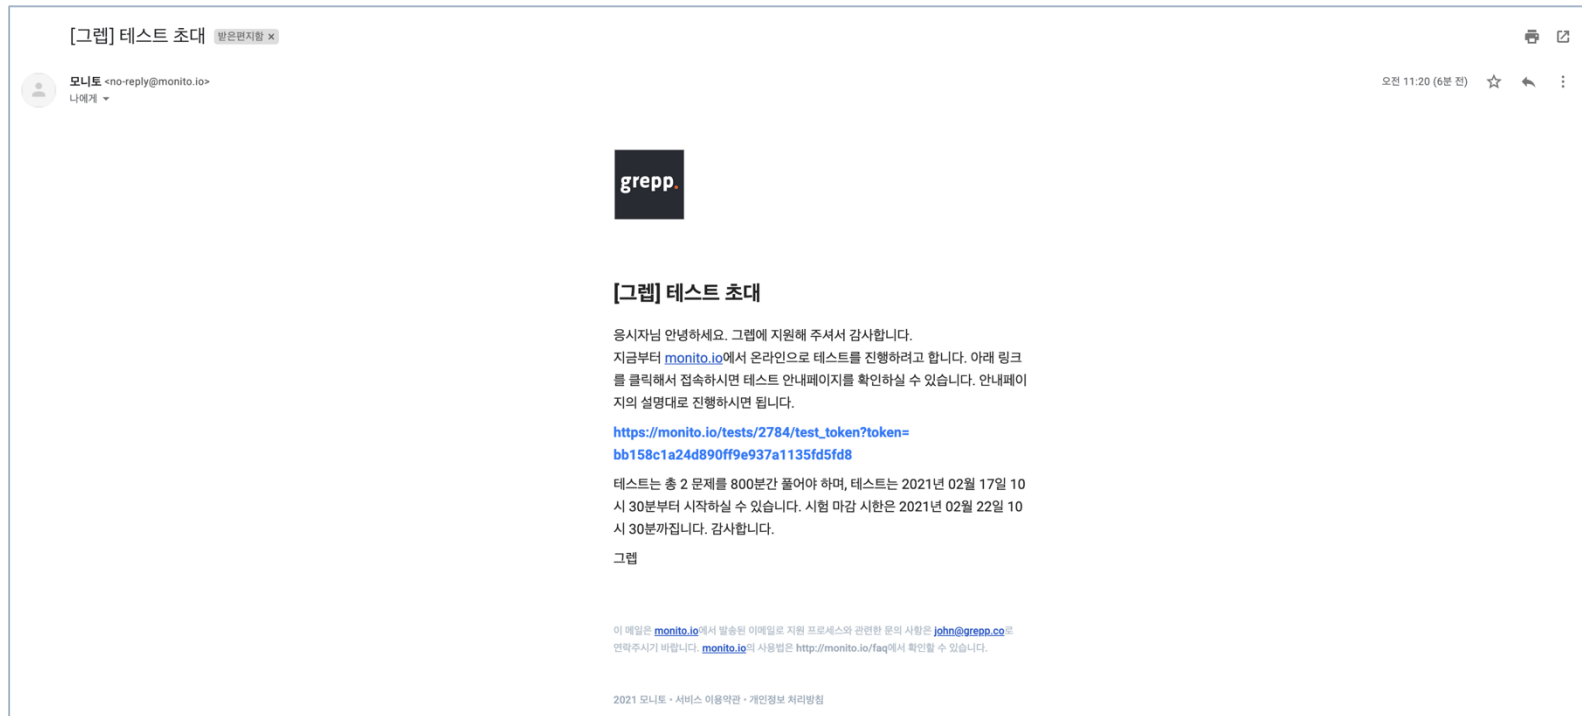 [그렙] 테스트 초대 받은편지함 x
모니토 <no-reply@monito.io>
오전 11:20 (6분 전)
나에게
grepp.
[그렙] 테스트 초대
응시자님 안녕하세요. 그렙에 지원해 주셔서 감사합니다.
지금부터 monito.io에서 온라인으로 테스트를 진행하려고 합니다. 아래 링크
를 클릭해서 접속하시면 테스트 안내페이지를 확인하실 수 있습니다. 안내페이
지의 설명대로 진행하시면 됩니다.
https://monito.io/tests/2784/test_token?token=
bb158c1a24d890ff9e937a1135fd5fd8
테스트는 총 2 문제를 800분간 풀어야 하며, 테스트는 2021년 02월 17일 10
시 30분부터 시작하실 수 있습니다. 시험 마감 시한은 2021년 02월 22일 10
시 30분까집니다. 감사합니다.
그렙
이 메일은 monito.io에서 발송된 이메일로 지원 프로세스와 관련한 문의 사항은 john@grepp.co로
연락주시기 바랍니다. monito.io의 사용법은 http://monito.io/faq에서 확인할 수 있습니다.
2021 모니토 • 서비스 이용약관 • 개인정보 처리방침